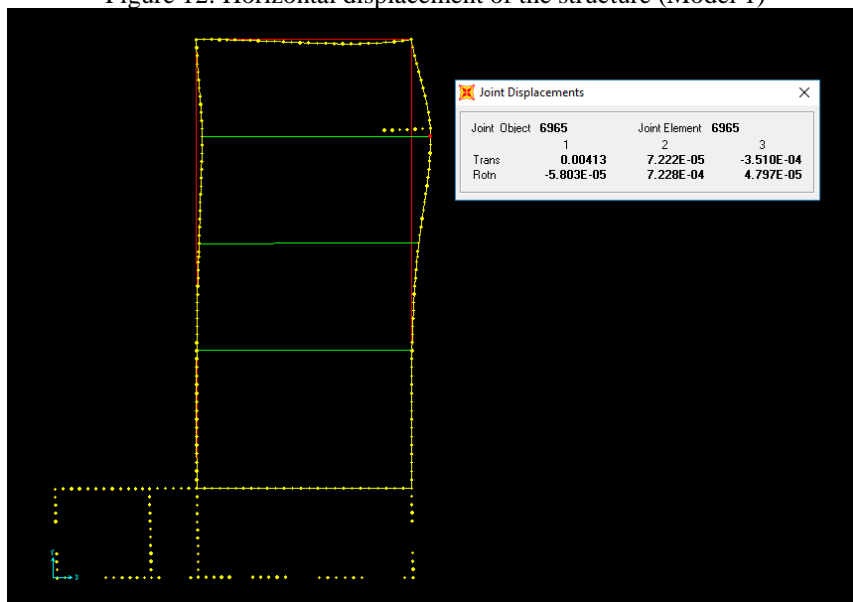 Figure 12. Horizontal displacement of the structure (Model 1)
Joint Displacements
Joint Object 6965 Joint Element 6965
1 2 3
Trans 0.00413 7.222E-05 -3.510E-04
Rotn -5.803E-05 7.228E-04 4.797E-05
Y
X